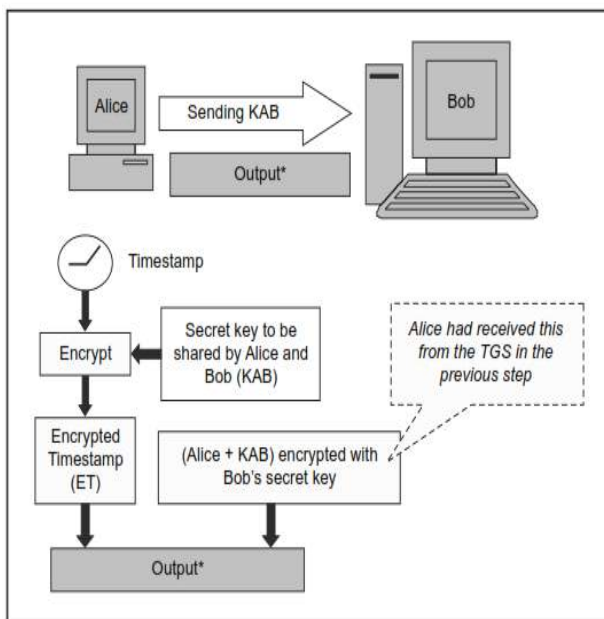 Alice
Sending KAB
Bob
Output*
Timestamp
Encrypt
Secret key to be
shared by Alice and
Bob (KAB)
Alice had received this
from the TGS in the
previous step
Encrypted
Timestamp
(ET)
(Alice + KAB) encrypted with
Bob's secret key
Output*